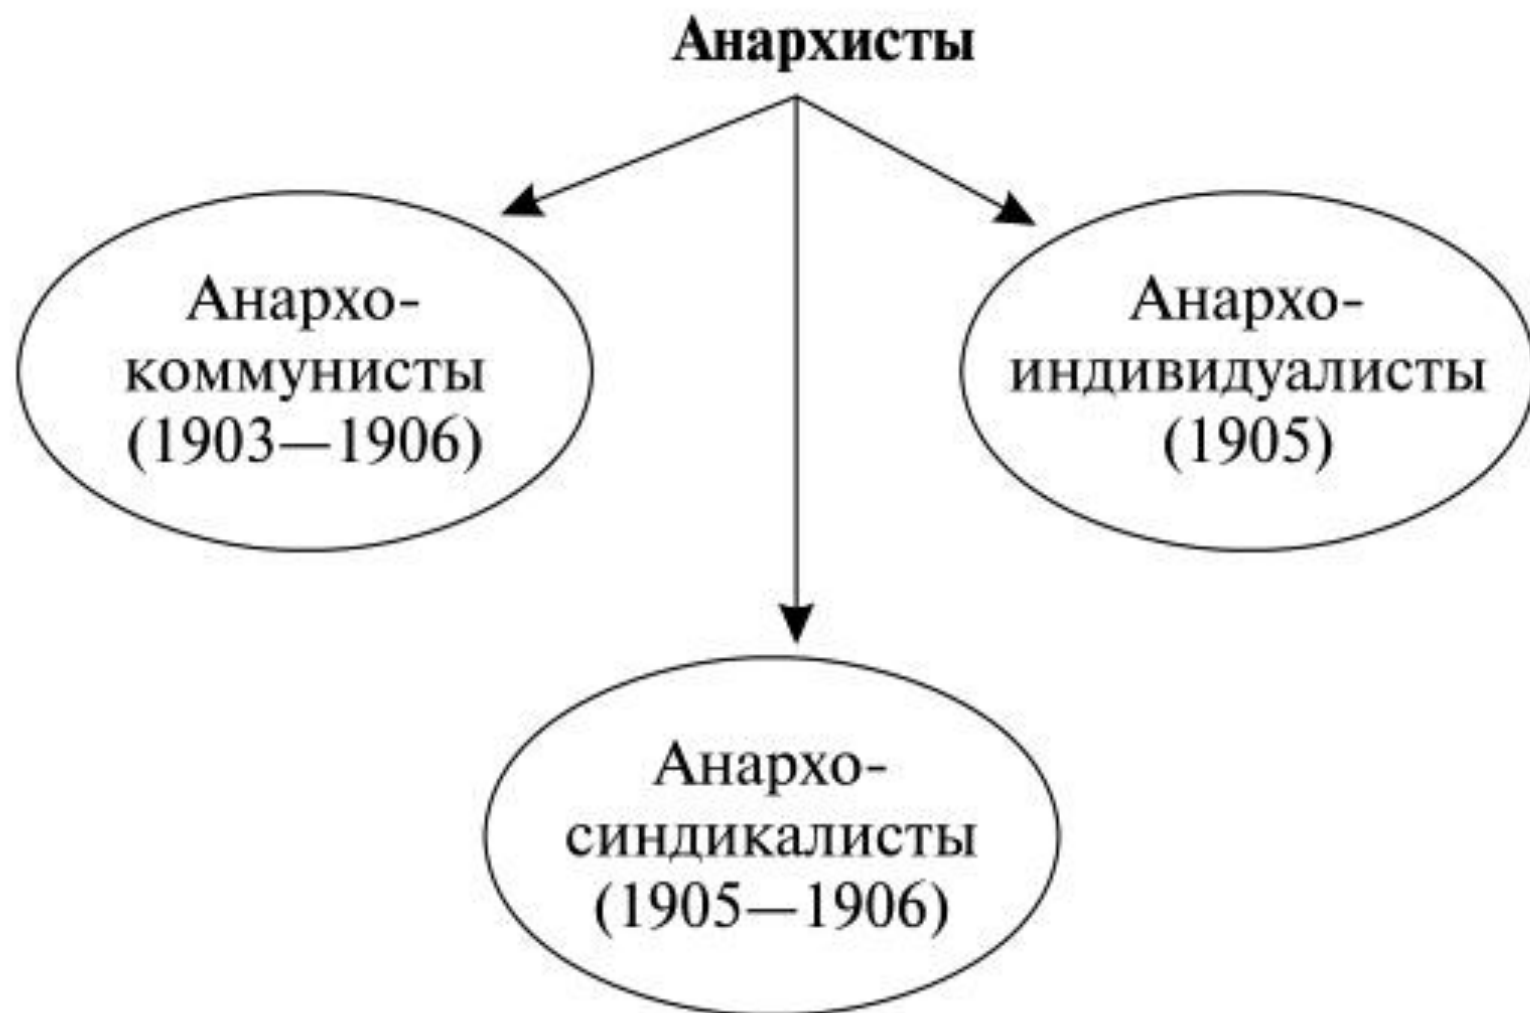 Анархисты
Анархо-
коммунисты
(1903—1906)
Анархо-
индивидуалисты
(1905)
Анархо-
синдикалисты
(1905—1906)